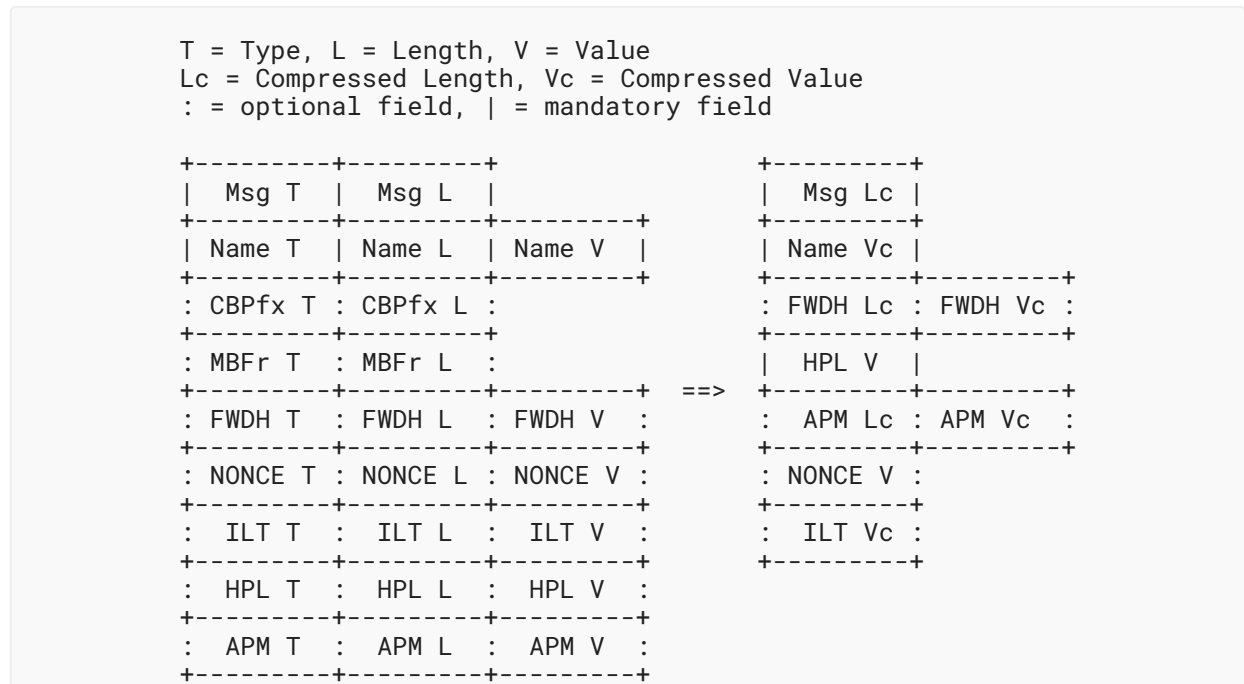 T = Type, L = Length, V = Value
Lc = Compressed Length, Vc = Compressed Value
: = optional field, | = mandatory field

+---------+---------+                 +---------+
|  Msg T  |  Msg L  |                 |  Msg Lc |
+---------+---------+---------+       +---------+
| Name T  | Name L  | Name V  |       | Name Vc |
+---------+---------+---------+       +---------+---------+
: CBPfx T : CBPfx L :                 : FWDH Lc : FWDH Vc :
+---------+---------+                 +---------+---------+
: MBFr T  : MBFr L  :                 |  HPL V  |
+---------+---------+---------+  ==>  +---------+---------+
: FWDH T  : FWDH L  : FWDH V  :       :  APM Lc : APM Vc  :
+---------+---------+---------+       +---------+---------+
: NONCE T : NONCE L : NONCE V :       : NONCE V :
+---------+---------+---------+       +---------+
:  ILT T  :  ILT L  :  ILT V  :       :  ILT Vc :
+---------+---------+---------+       +---------+
:  HPL T  :  HPL L  :  HPL V  :
+---------+---------+---------+
:  APM T  :  APM L  :  APM V  :
+---------+---------+---------+